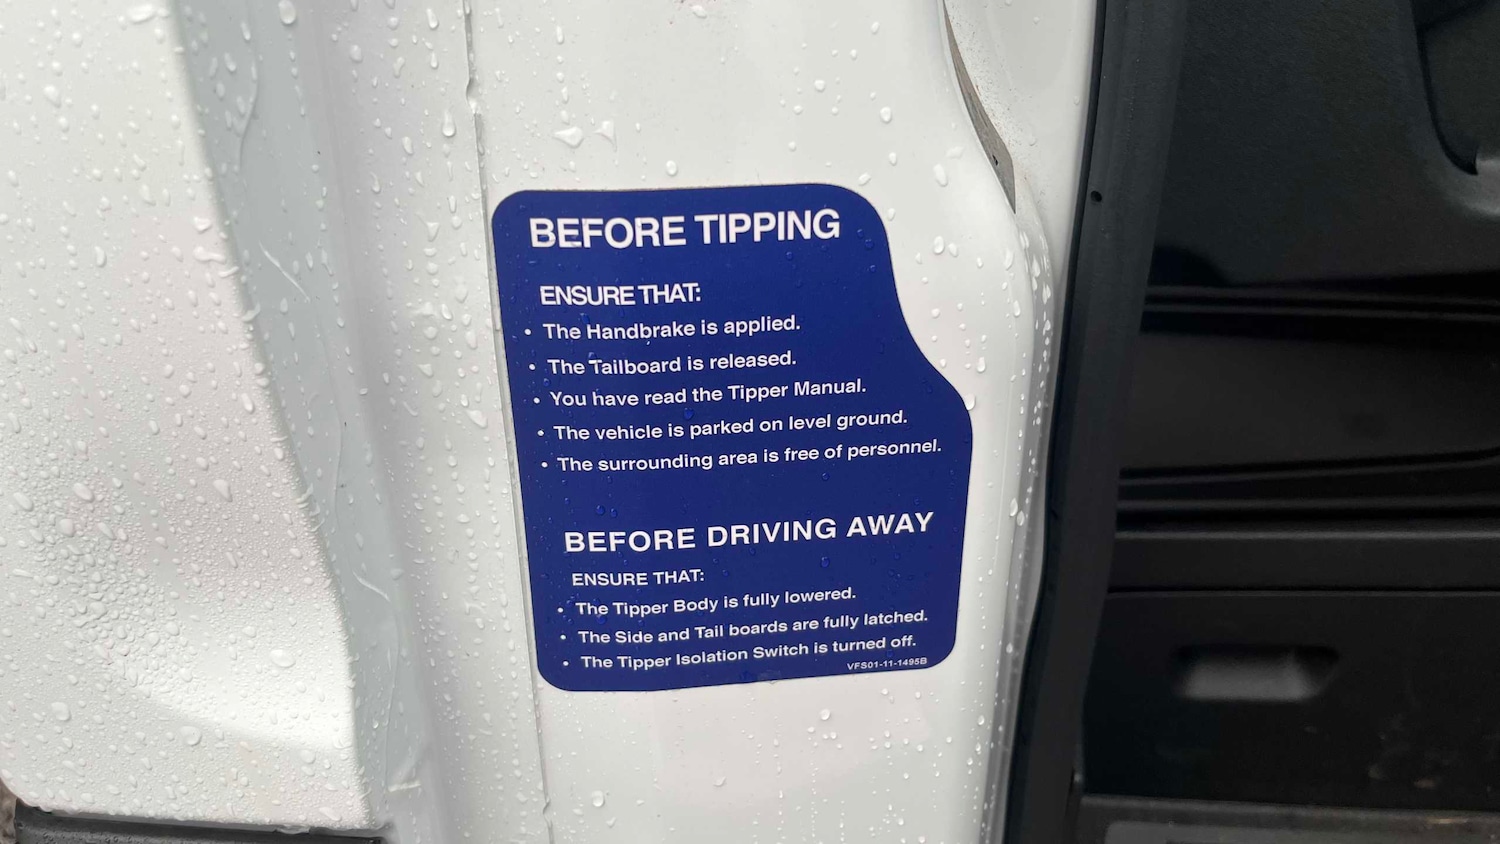 BEFORE TIPPING
ENSURE THAT:
• The Handbrake is applied.
• The Tailboard is released.
• You have read the Tipper Manual.
• The vehicle is parked on level ground.
• The surrounding area is free of personnel.
BEFORE DRIVING AWAY
ENSURE THAT:
• The Tipper Body is fully lowered.
• The Side and Tail boards are fully latched.
• The Tipper Isolation Switch is turned off.
VFS01-11-1495B